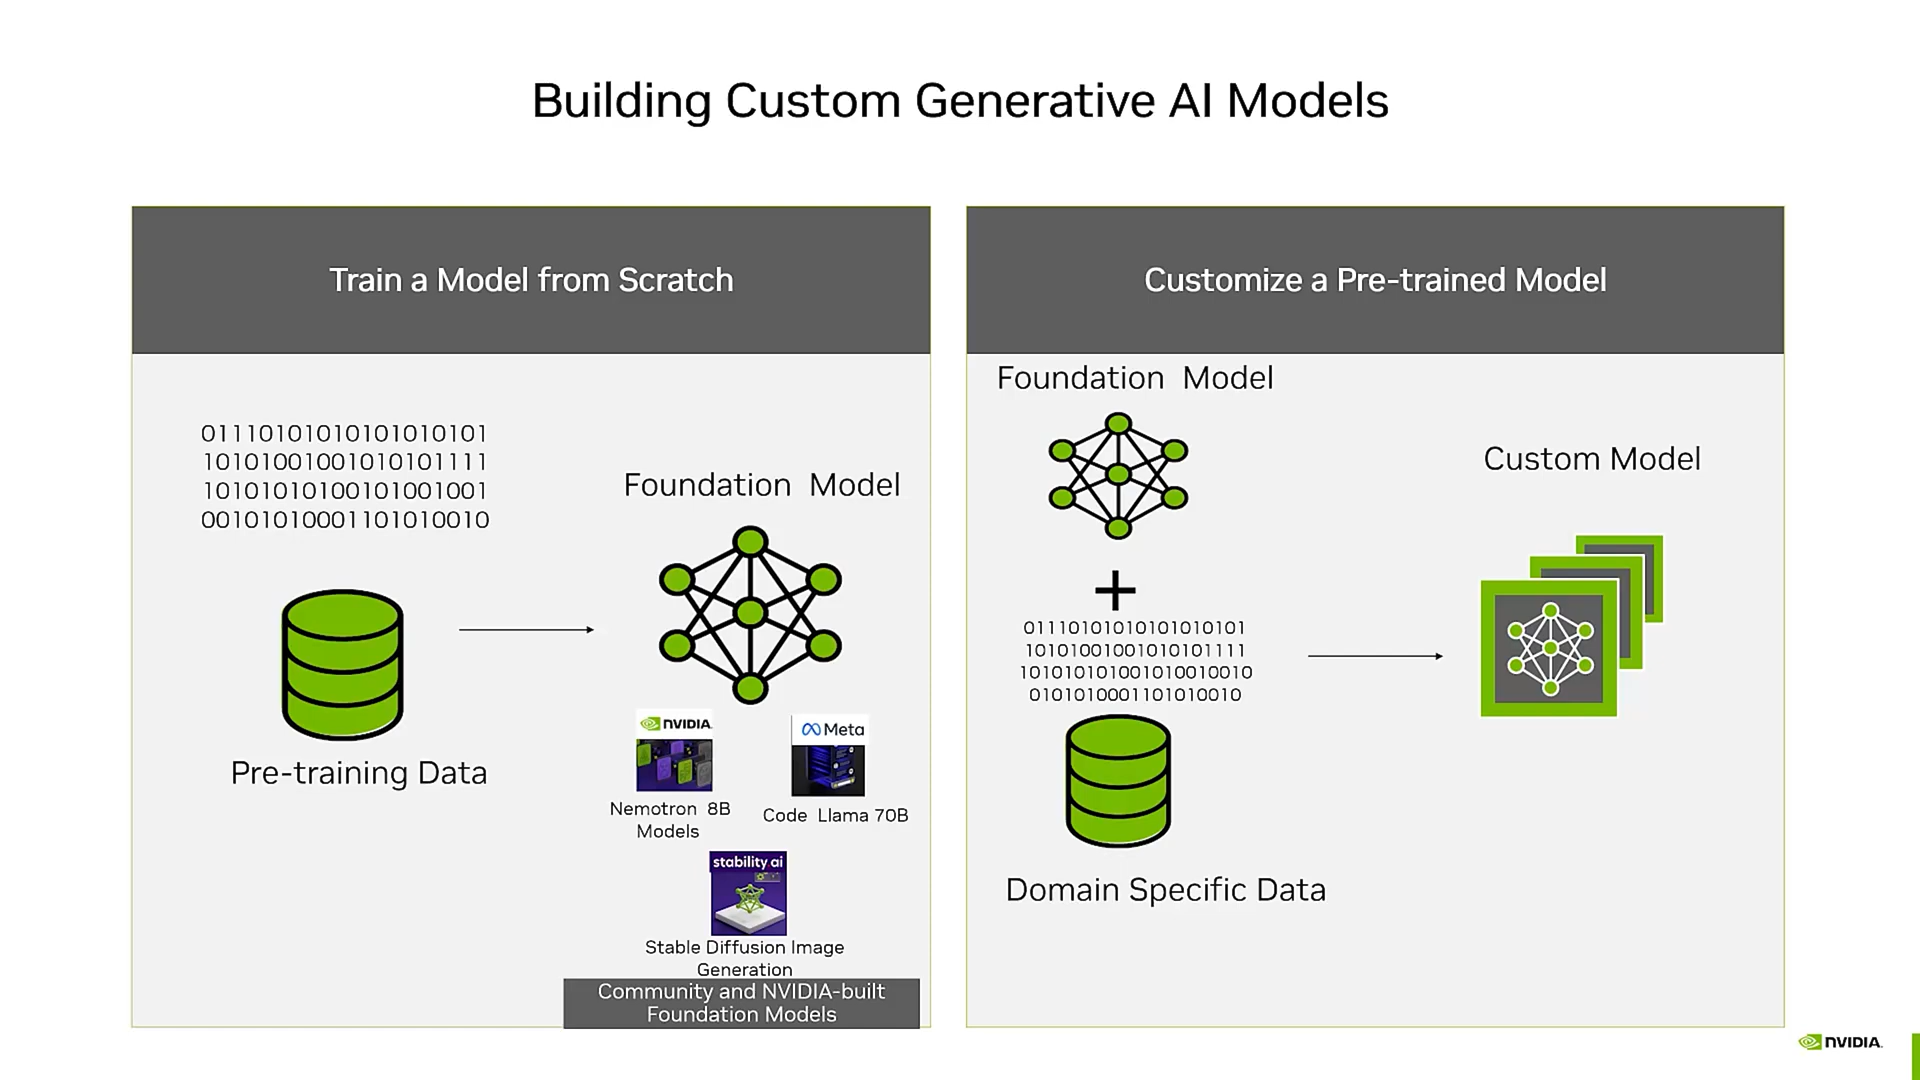 Building Custom Generative AI Models
Train a Model from Scratch
01110101010101010101
10101001001010101111
10101010100101001001
00101010001101010010
Pre-training Data
Foundation Model
NVIDIA
Nemotron 8B
Models
Meta
Code Llama 70B
stability ai
Stable Diffusion Image
Generation
Community and NVIDIA-built
Foundation Models
Customize a Pre-trained Model
Foundation Model
+
01110101010101010101
10101001001010101111
101010101001010010010
0101010001101010010
Domain Specific Data
Custom Model
NVIDIA